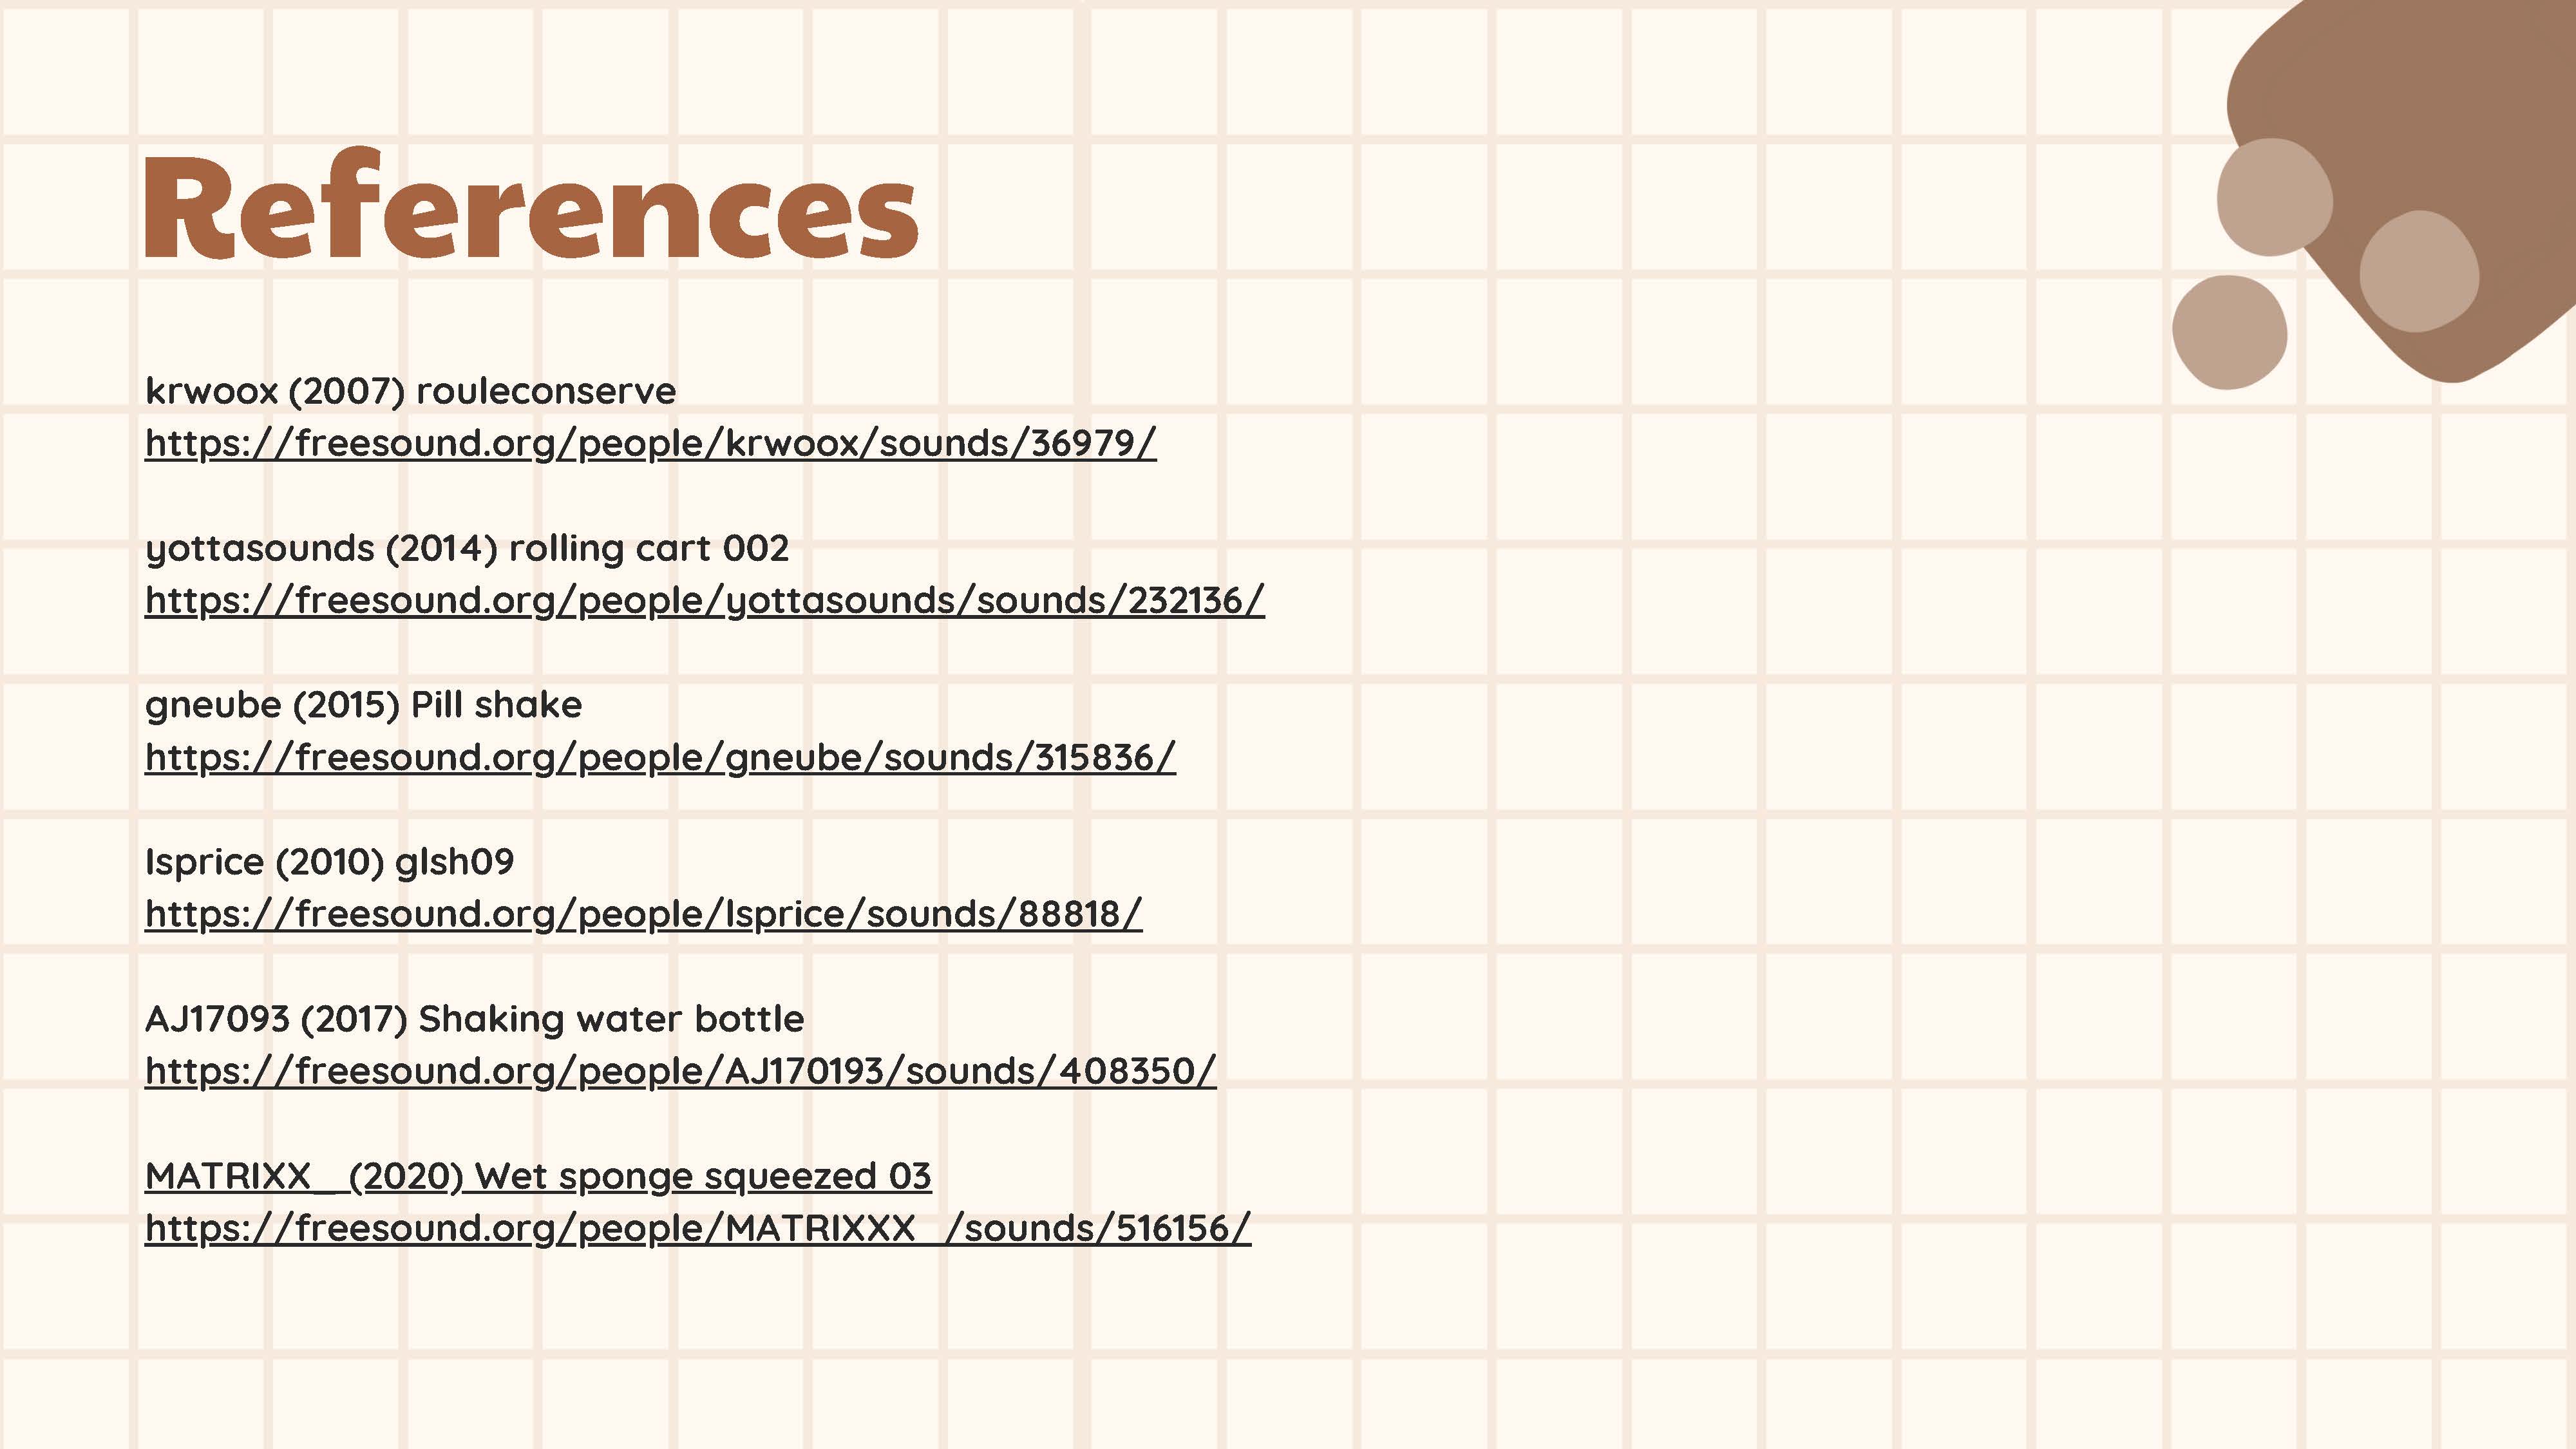 References
krwoox (2007) rouleconserve
https://freesound.org/people/krwoox/sounds/36979/
yottasounds (2014) rolling cart 002
https://freesound.org/people/yottasounds/sounds/232136/
gneube (2015) Pill shake
https://freesound.org/people/gneube/sounds/315836/
lsprice (2010) glsh09
https://freesound.org/people/lsprice/sounds/88818/
AJ17093 (2017) Shaking water bottle
https://freesound.org/people/AJ170193/sounds/408350/
MATRIXX_ (2020) Wet sponge squeezed 03
https://freesound.org/people/MATRIXXX_/sounds/516156/